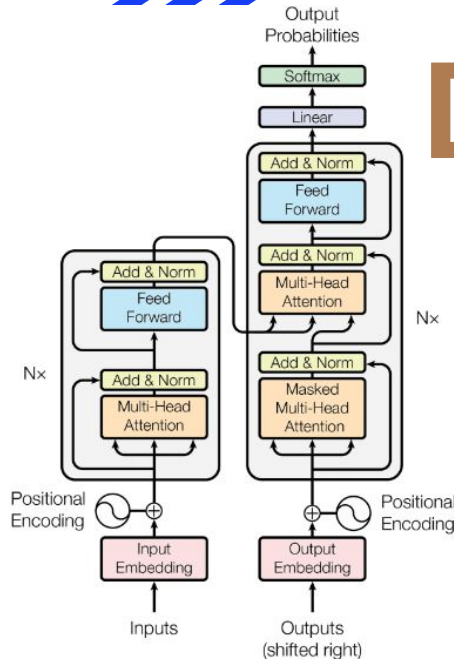 Output
Probabilities
Softmax
Linear
Add & Norm
Feed
Forward
Add & Norm
Multi-Head
Attention
Add & Norm
Masked
Multi-Head
Attention
Nx
Add & Norm
Feed
Forward
Add & Norm
Multi-Head
Attention
N×
Positional
Encoding
Positional
Encoding
Input
Embedding
Output
Embedding
Inputs
Outputs
(shifted right)